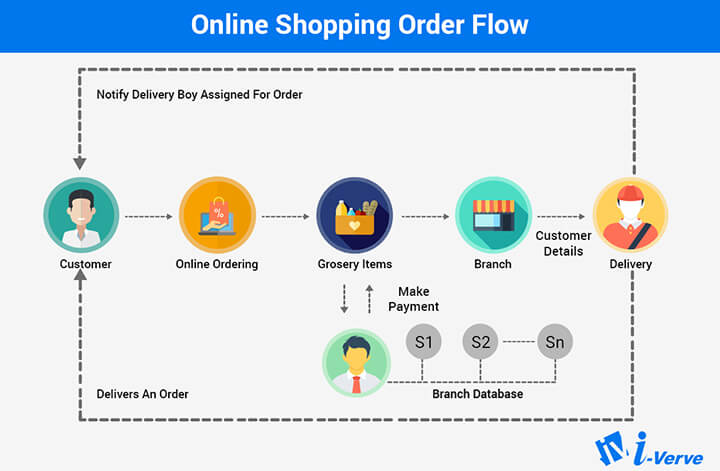 Online Shopping Order Flow
Notify Delivery Boy Assigned For Order
%
Customer
Online Ordering
Grosery Items
Branch
Customer
Details
Delivery
Make
Payment
S1
S2
Sn
Delivers An Order
Branch Database
i-Verve